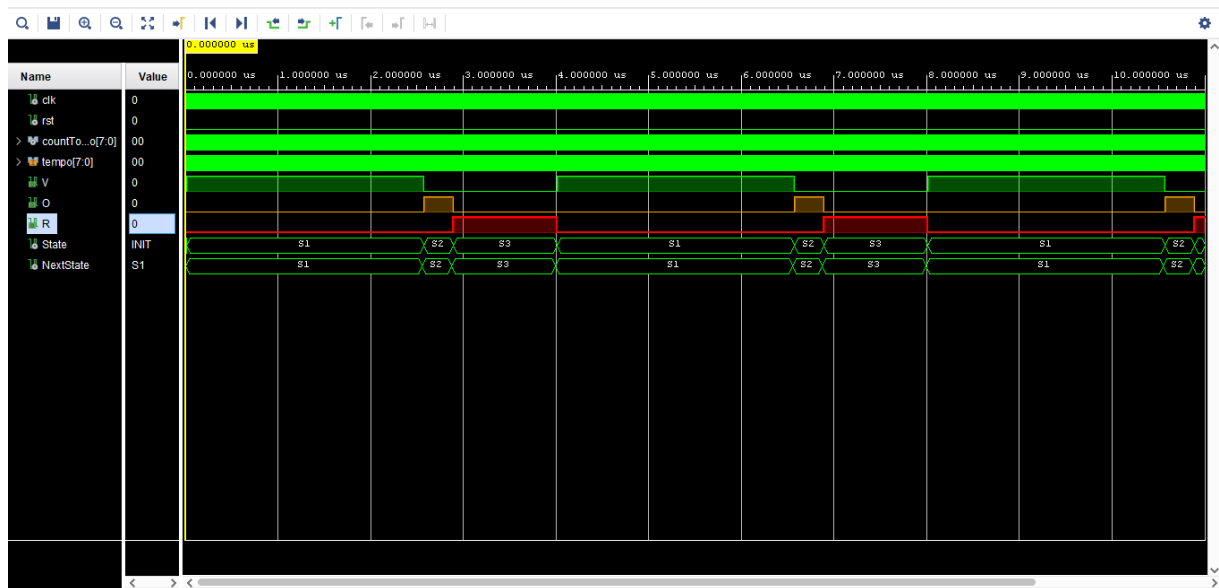 0.000000 us
Name Value 0.000000 us 1.000000 us 2.000000 us 3.000000 us 4.000000 us 5.000000 us 6.000000 us 7.000000 us 8.000000 us 9.000000 us 10.000000 us
clk 0
rst 0
countTo...o[7:0] 00
tempo[7:0] 00
V 0
O 0
R 0
State INIT S1 S2 S3 S1 S2 S3 S1 S2
NextState S1 S1 S2 S3 S1 S2 S3 S1 S2